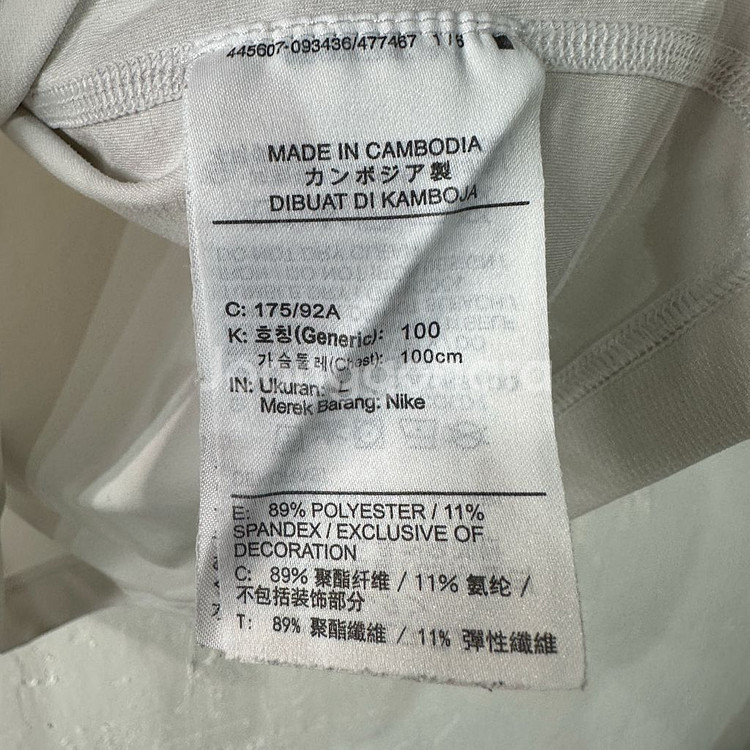 445607-093436/477467 1/6
MADE IN CAMBODIA
カンボジア製
DIBUAT DI KAMBOJA
C: 175/92A
K: 호칭(Generic): 100
가슴둘레(Chest): 100cm
IN: Ukuran: L
Merek Barang: Nike
E: 89% POLYESTER / 11%
SPANDEX / EXCLUSIVE OF
DECORATION
C: 89% 聚酯纤维 / 11% 氨纶 /
不包括装饰部分
T: 89% 聚酯纖維 / 11% 彈性纖維